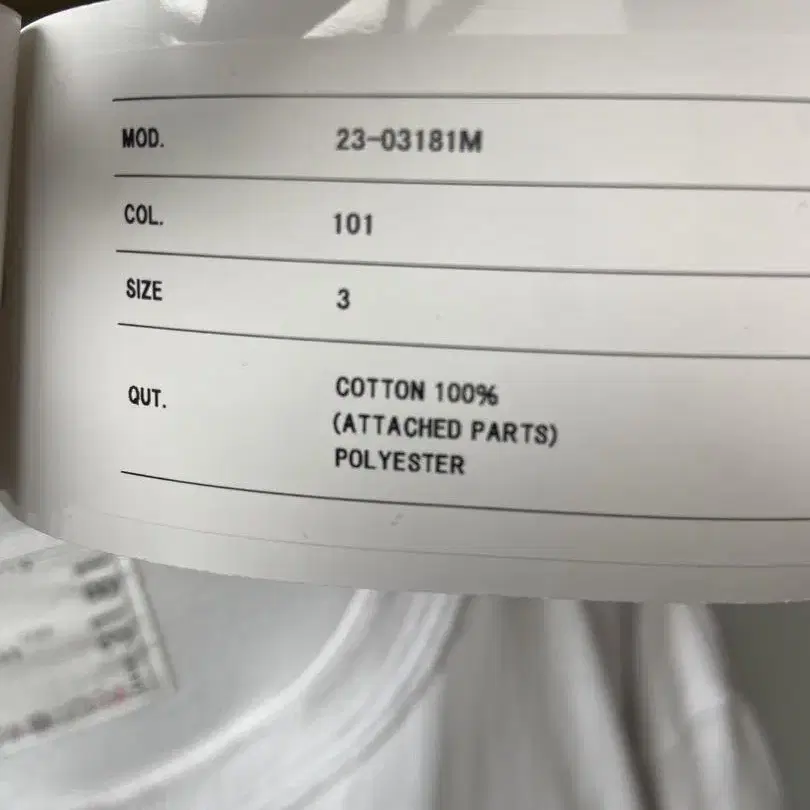 MOD. 23-03181M
COL. 101
SIZE 3
QUT. COTTON 100%
(ATTACHED PARTS)
POLYESTER